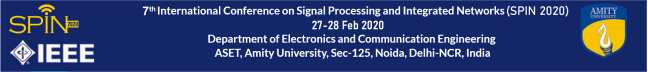 SPIN 2020
IEEE
7th International Conference on Signal Processing and Integrated Networks (SPIN 2020)
27-28 Feb 2020
Department of Electronics and Communication Engineering
ASET, Amity University, Sec-125, Noida, Delhi-NCR, India
AMITY
UNIVERSITY